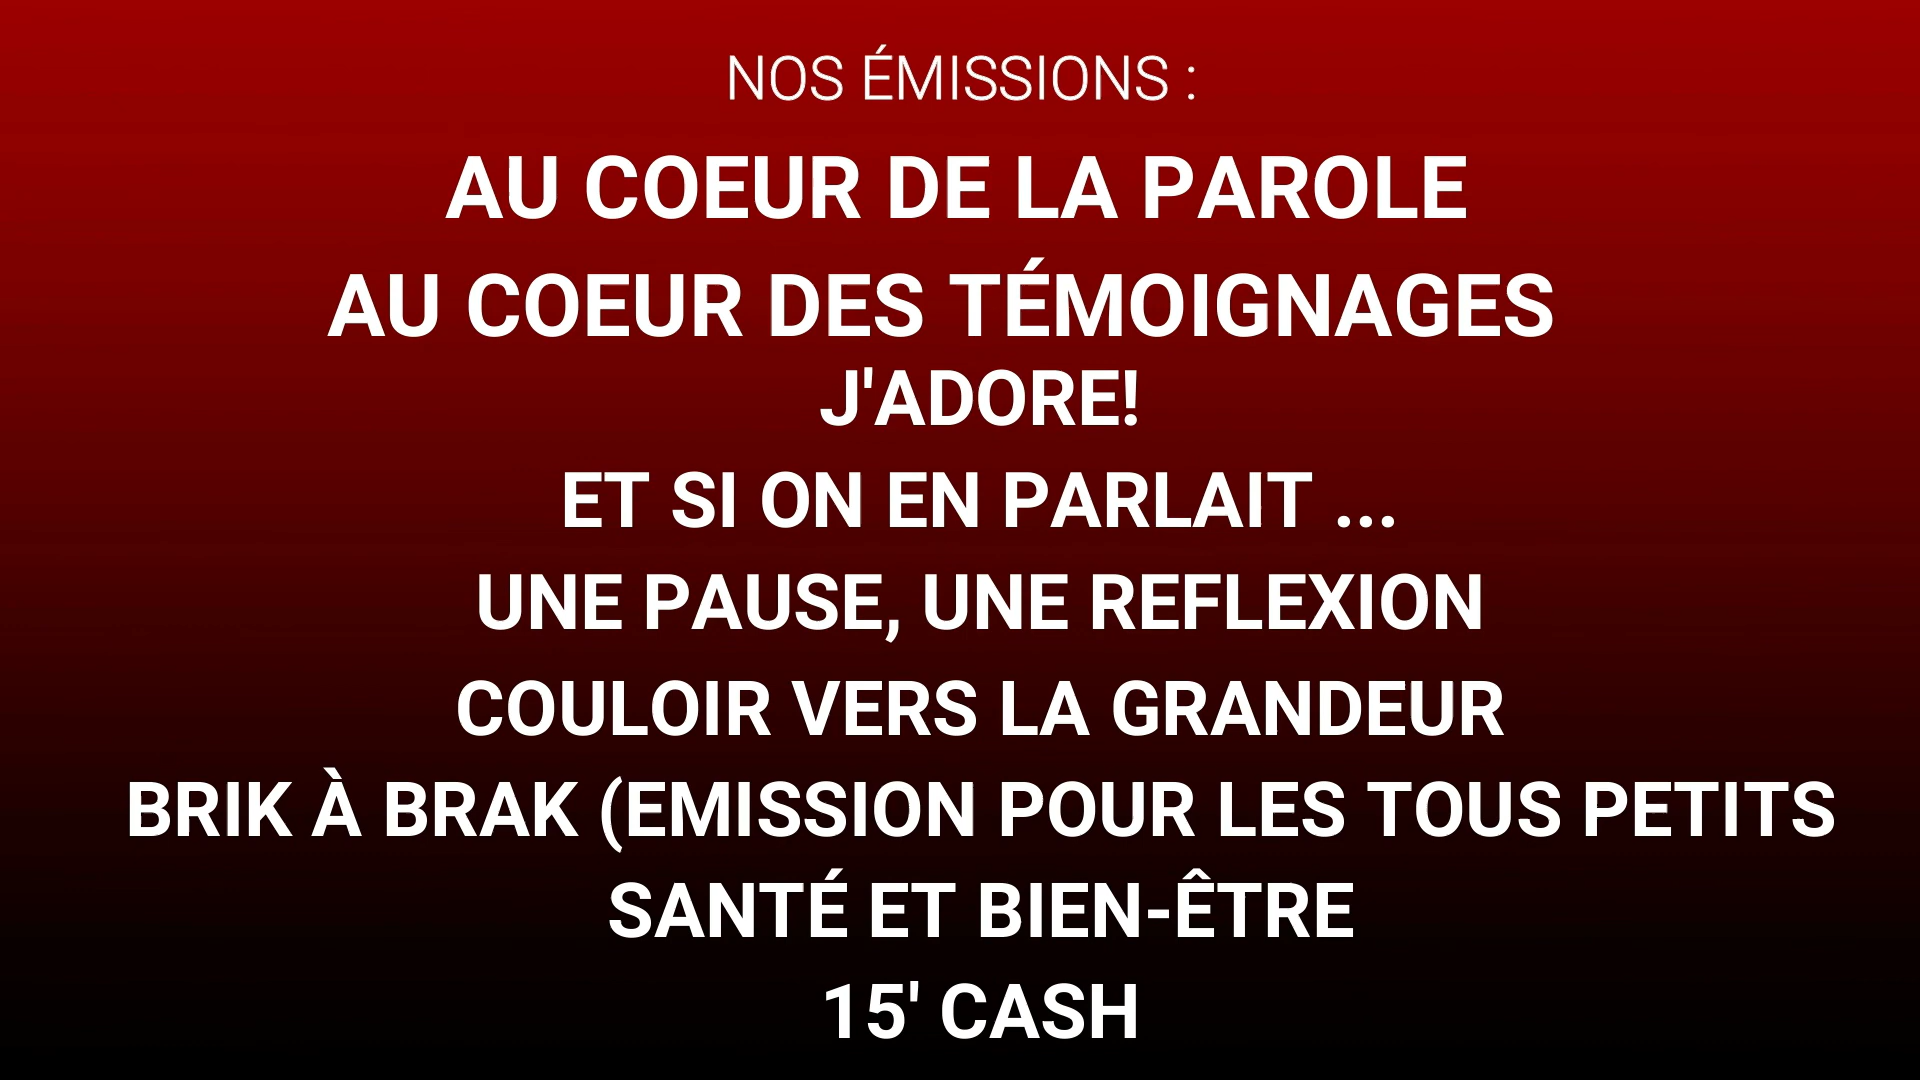 NOS ÉMISSIONS :
AU COEUR DE LA PAROLE
AU COEUR DES TÉMOIGNAGES
J'ADORE!
ET SI ON EN PARLAIT ...
UNE PAUSE, UNE REFLEXION
COULOIR VERS LA GRANDEUR
BRIK À BRAK (EMISSION POUR LES TOUS PETITS
SANTÉ ET BIEN-ÊTRE
15' CASH